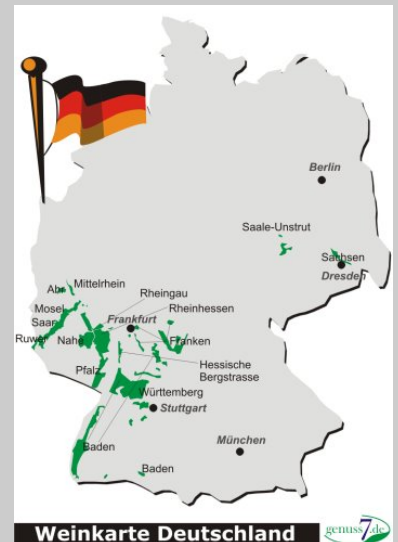 Berlin
Saale-Unstrut
Sachsen
Dresden
Ahr
Mittelrhein
Rheingau
Mosel
Rheinhessen
Saar
Frankfurt
Ruwer
Nahe
Franken
Pfalz
Hessische
Bergstrasse
Württemberg
Stuttgart
Baden
München
Baden
Weinkarte Deutschland
genuss7.de